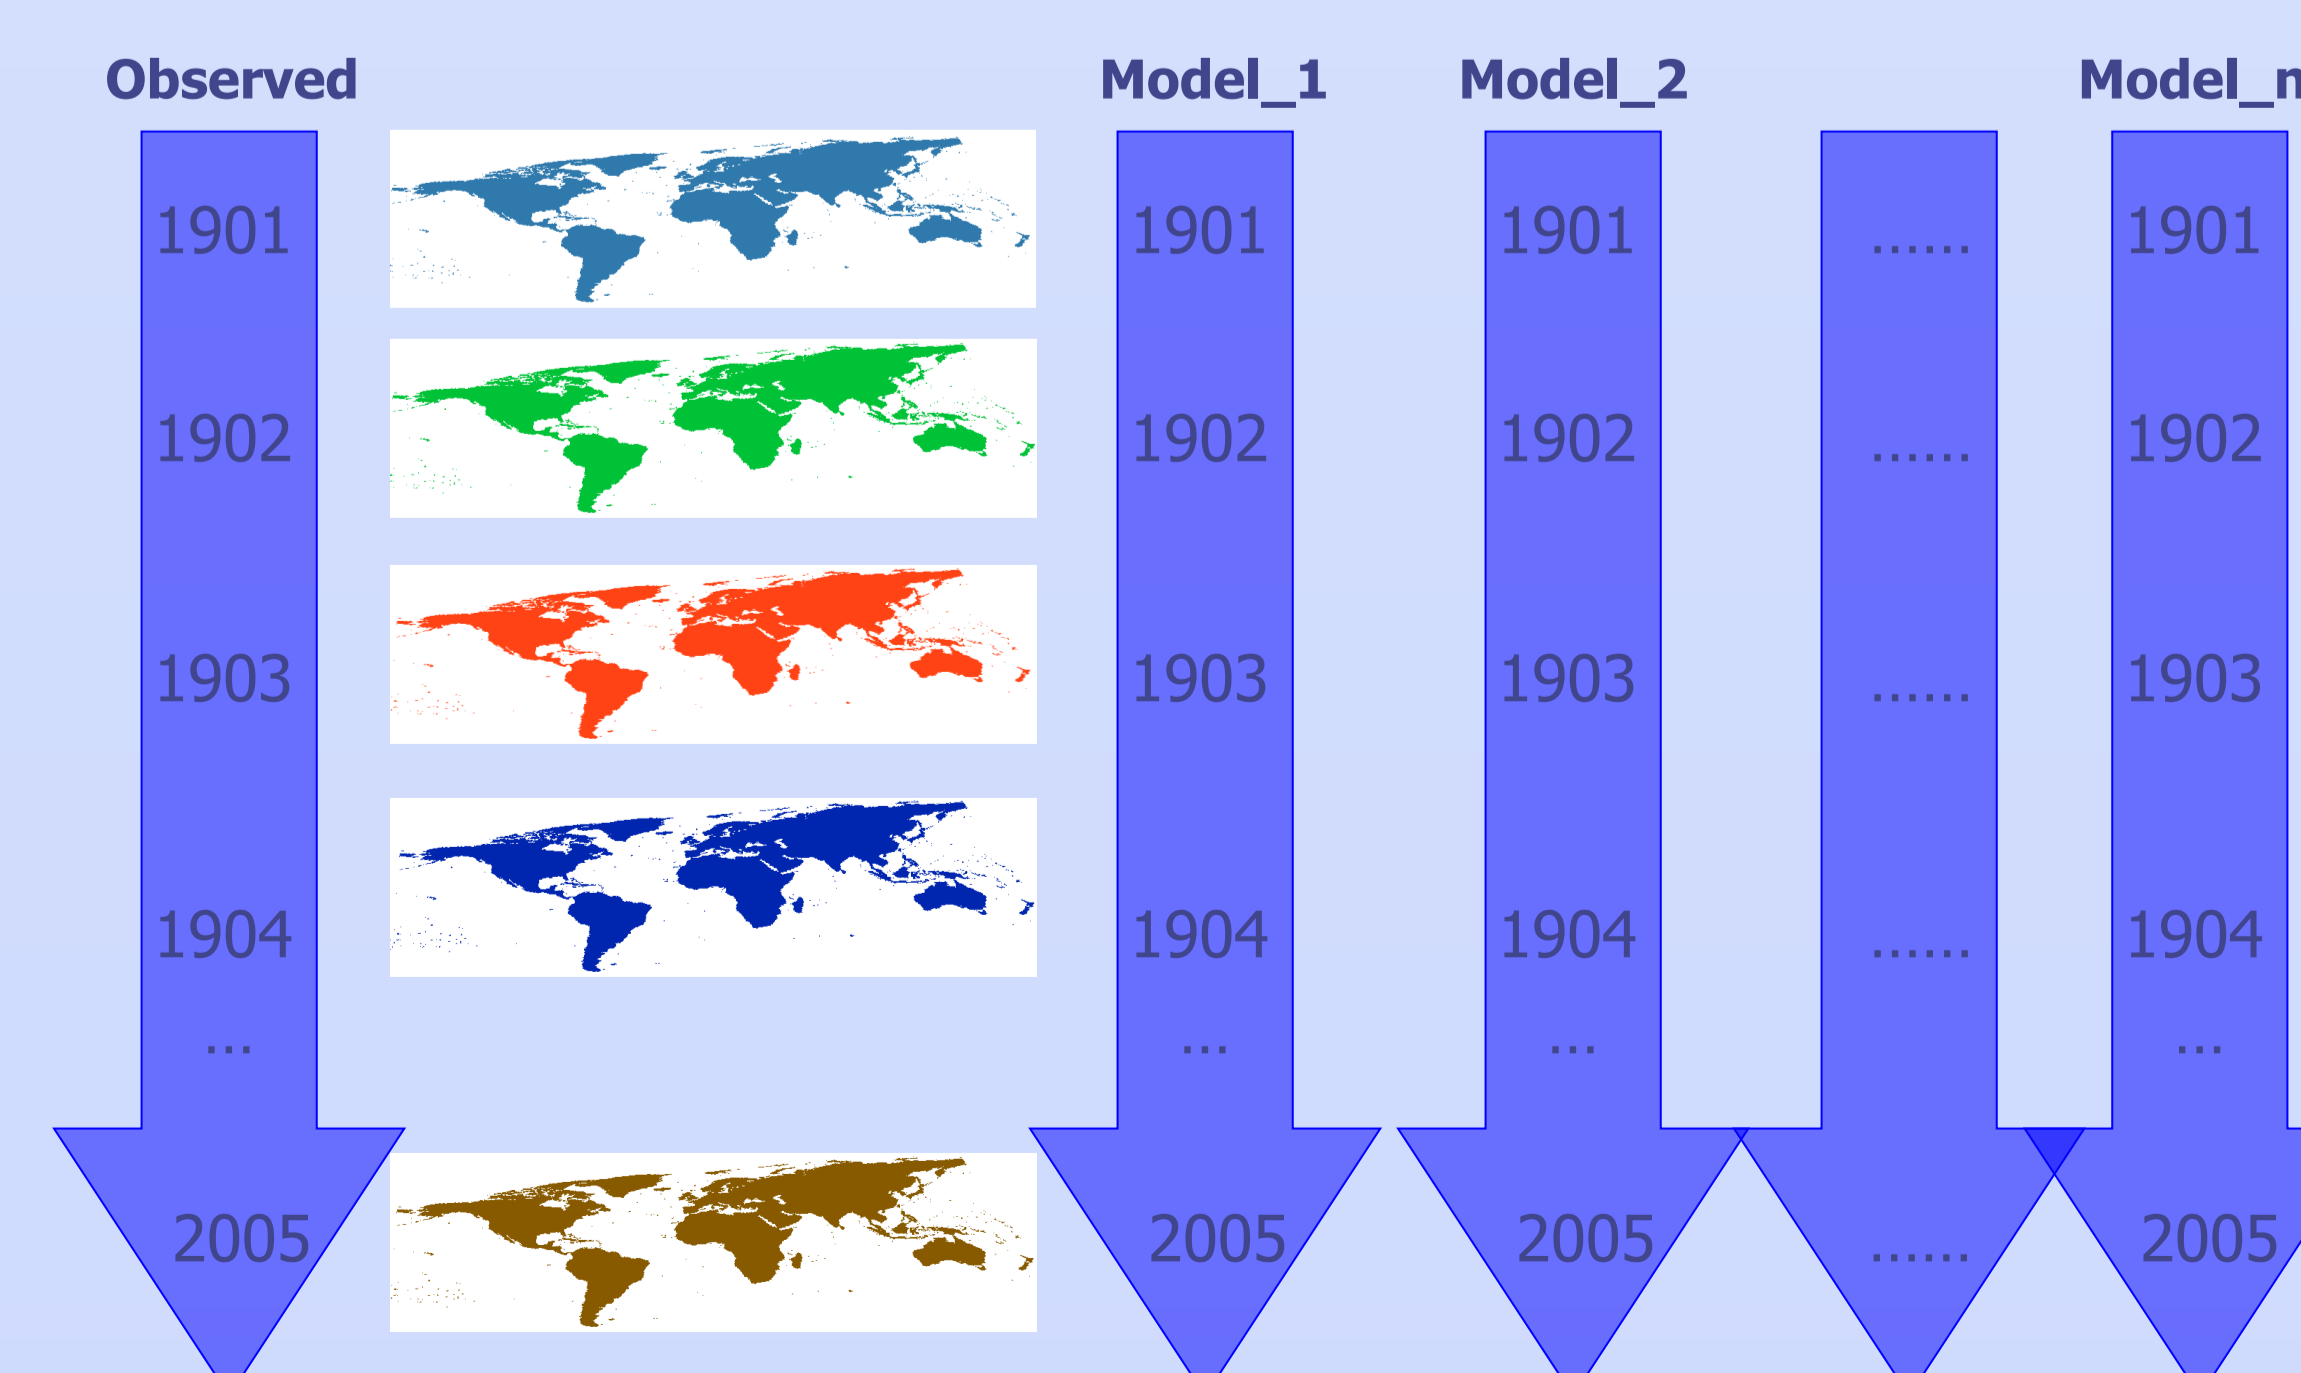 Observed Model_1 Model_2 Model_n
1901 1901 1901 ...... 1901
1902 1902 1902 ...... 1902
1903 1903 1903 ...... 1903
1904 1904 1904 ...... 1904
... ... ... ...
2005 2005 2005 ...... 2005